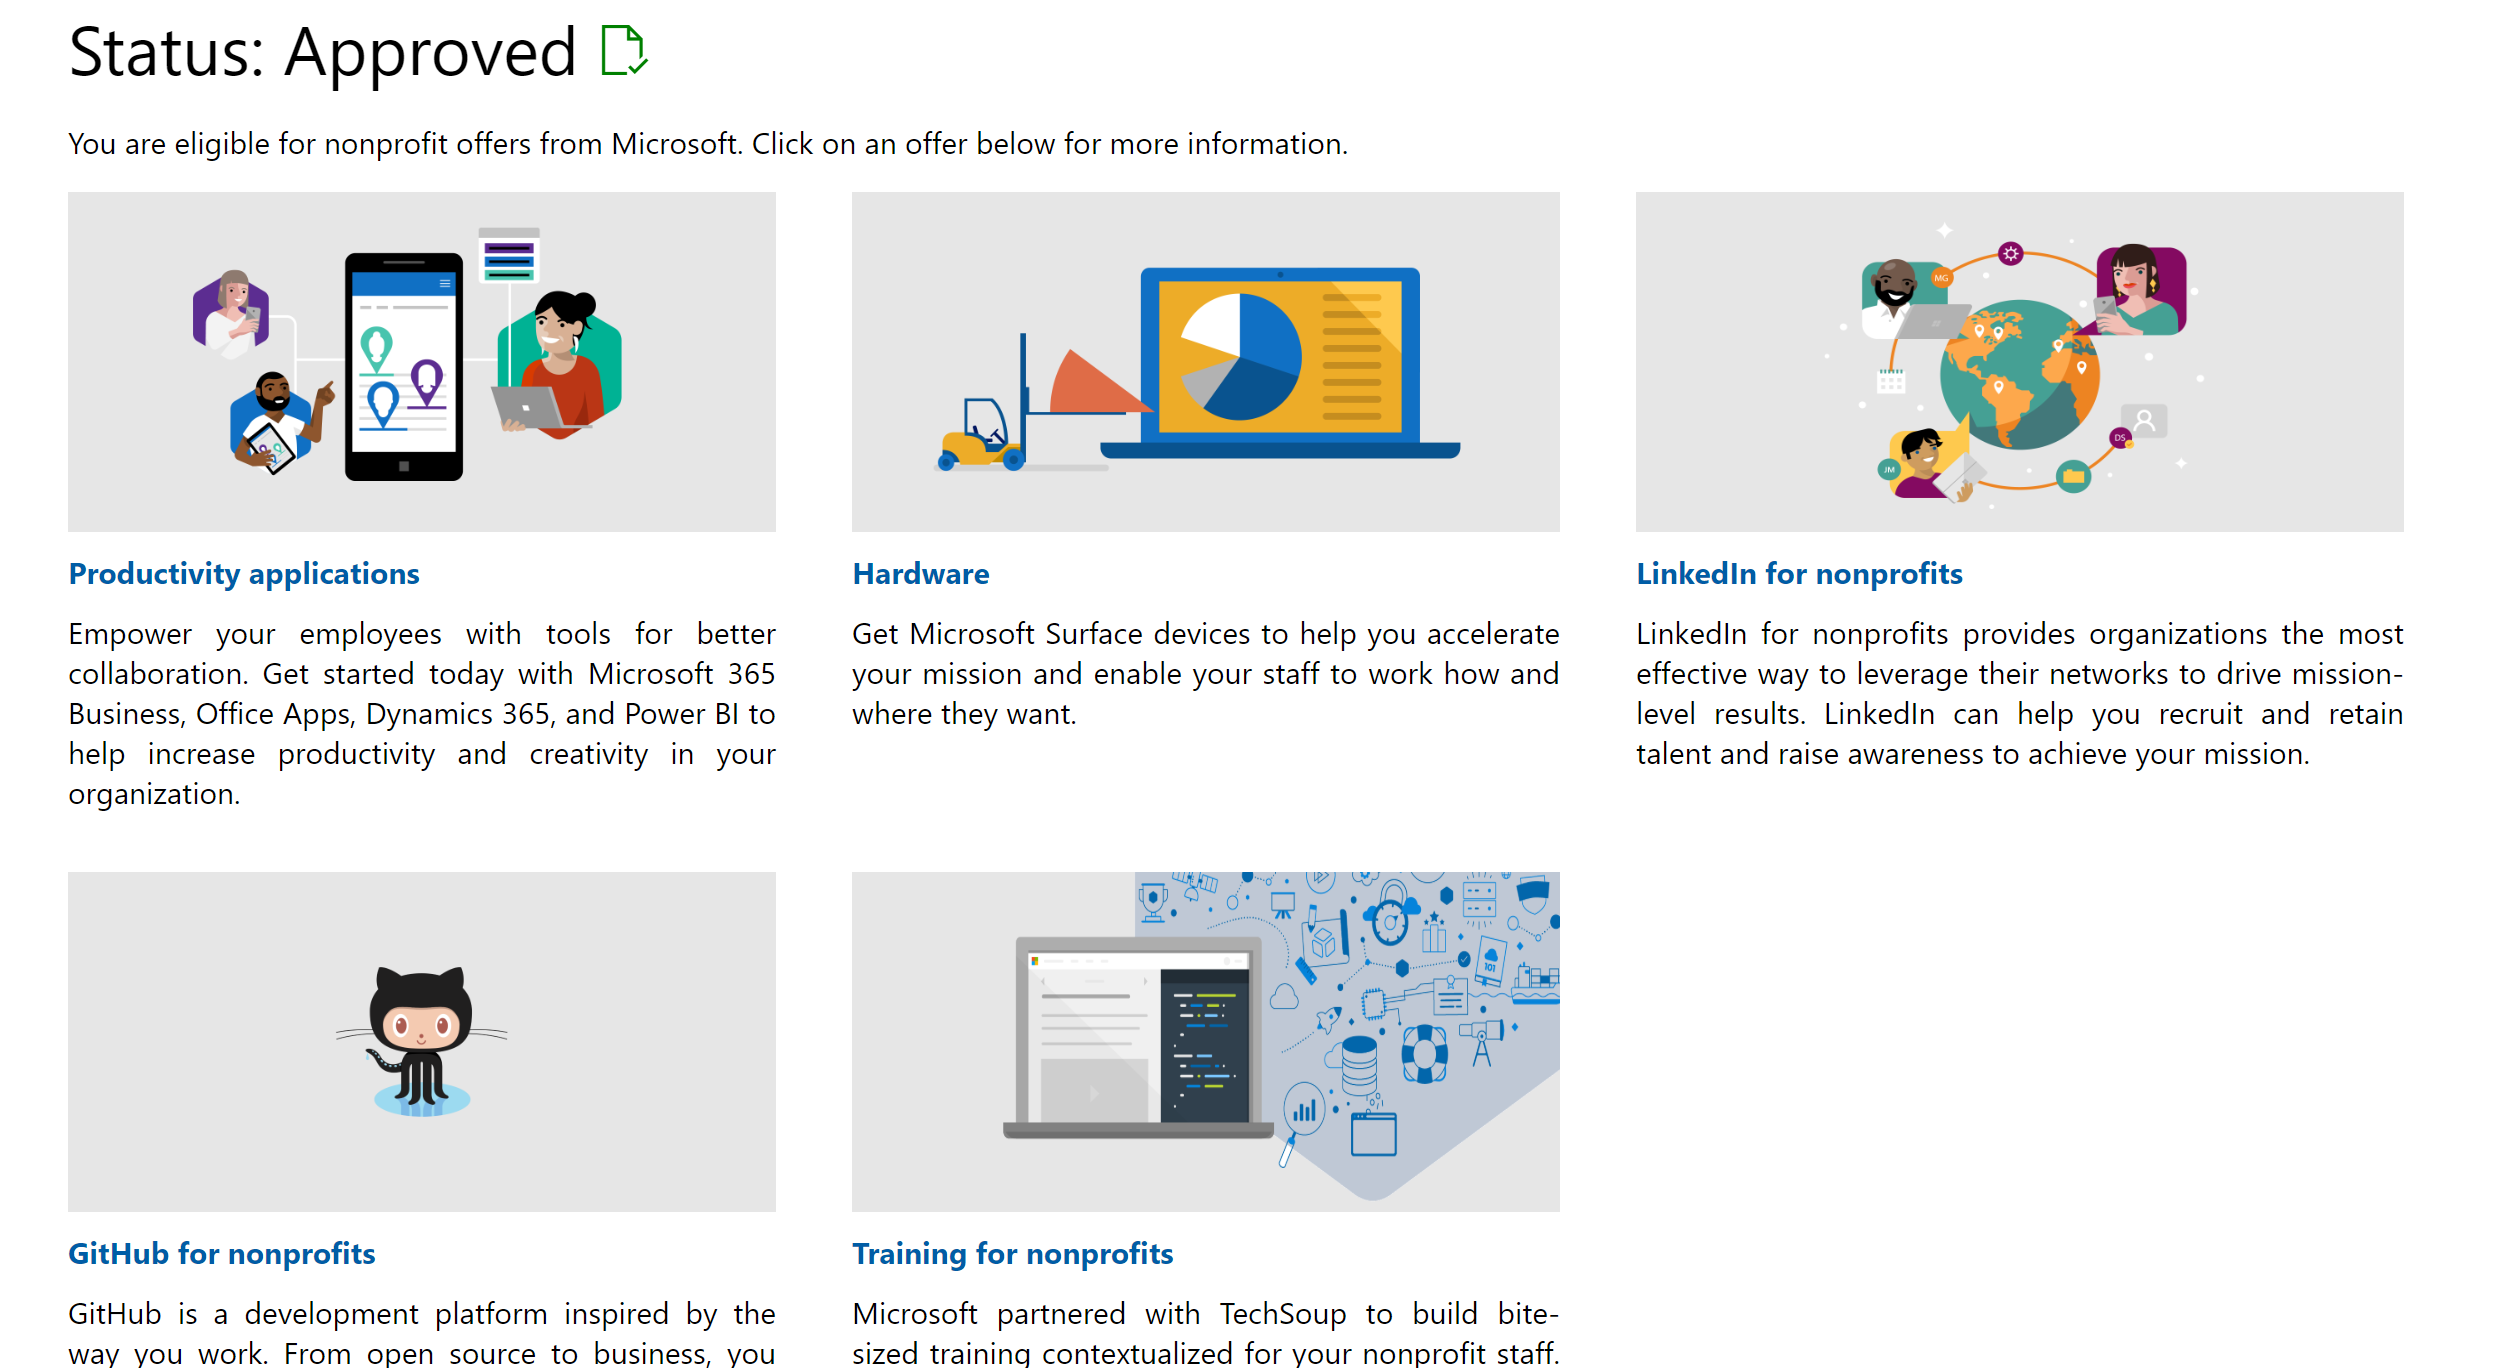 Status: Approved
You are eligible for nonprofit offers from Microsoft. Click on an offer below for more information.
MG
JM
DS
Productivity applications
Empower your employees with tools for better
collaboration. Get started today with Microsoft 365
Business, Office Apps, Dynamics 365, and Power BI to
help increase productivity and creativity in your
organization.
Hardware
Get Microsoft Surface devices to help you accelerate
your mission and enable your staff to work how and
where they want.
LinkedIn for nonprofits
LinkedIn for nonprofits provides organizations the most
effective way to leverage their networks to drive mission-
level results. LinkedIn can help you recruit and retain
talent and raise awareness to achieve your mission.
101
GitHub for nonprofits
GitHub is a development platform inspired by the
way you work. From open source to business, you
Training for nonprofits
Microsoft partnered with TechSoup to build bite-
sized training contextualized for your nonprofit staff.